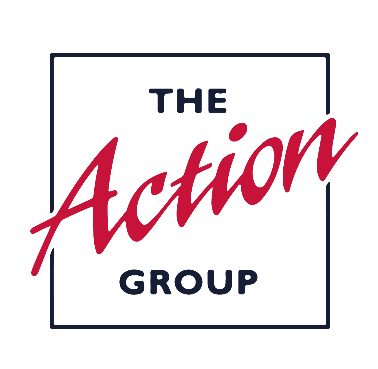 THE
Action
GROUP